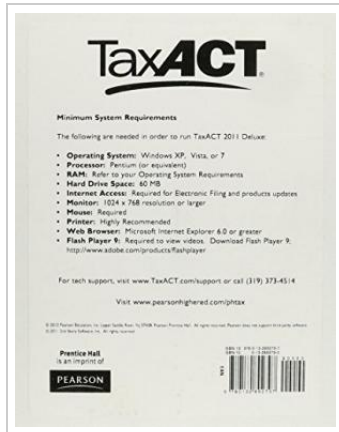 TaxACT®
Minimum System Requirements
The following are needed in order to run TaxACT 2011 Deluxe:
• Operating System: Windows XP, Vista, or 7
• Processor: Pentium (or equivalent)
• RAM: Refer to your Operating System Requirements
• Hard Drive Space: 60 MB
• Internet Access: Required for Electronic Filing and products updates
• Monitor: 1024 x 768 resolution or larger
• Mouse: Required
• Printer: Highly Recommended
• Web Browser: Microsoft Internet Explorer 6.0 or greater
• Flash Player 9: Required to view videos. Download Flash Player 9:
http://www.adobe.com/products/flashplayer
For tech support, visit www.TaxACT.com/support or call (319) 373-4514
Visit www.pearsonhighered.com/phtax
Prentice Hall
is an imprint of
PEARSON